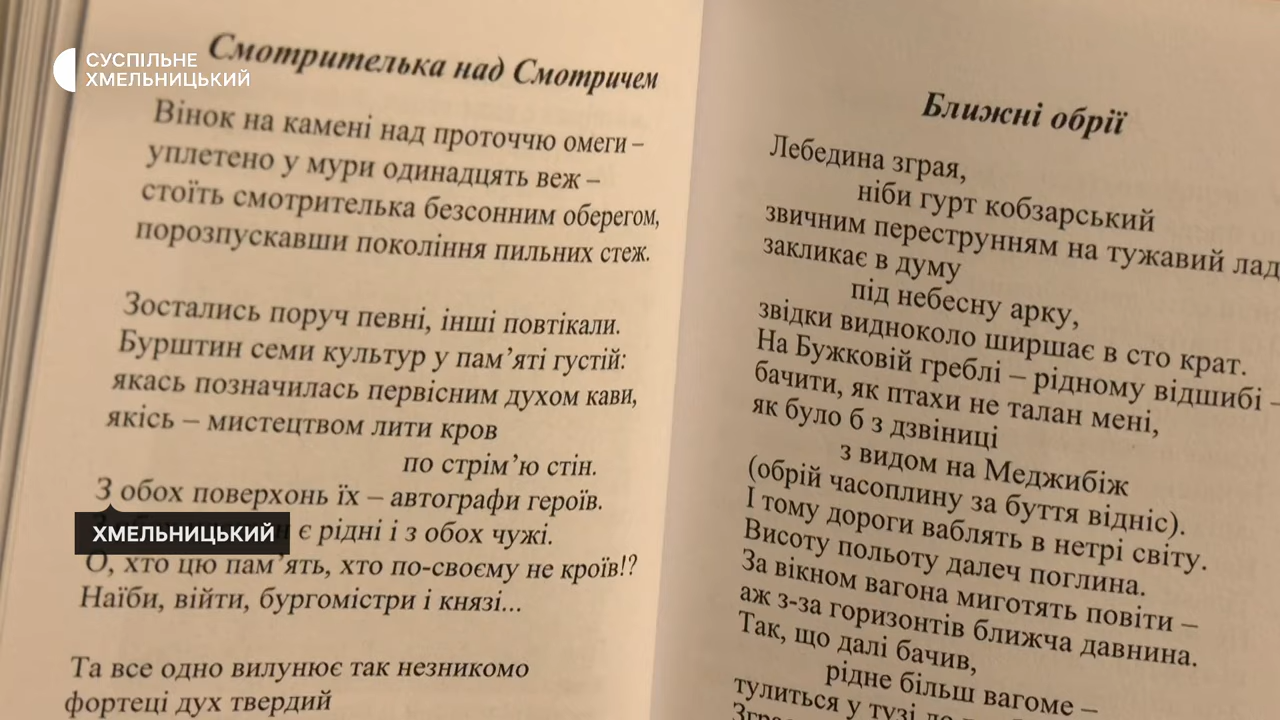 СУСПІЛЬНЕ
ХМЕЛЬНИЦЬКИЙ
Смотрителька над Смотричем
Вінок на камені над проточчю омеги –
уплетено у мури одинадцять веж –
стоїть смотрителька безсонним оберегом,
порозпускавши покоління пильних стеж.
Зостались поруч певні, інші повтікали.
Бурштин семи культур у пам’яті густій:
якась позначилась первісним духом кави,
якісь – мистецтвом лити кров
по стрім’ю стін.
З обох поверхонь їх – автографи героїв.
є рідні і з обох чужі.
О, хто цю пам’ять, хто по-своєму не кроїв!?
Наїби, війти, бургомістри і князі...
Та все одно вилунює так незникомо
фортеці дух твердий
ХМЕЛЬНИЦЬКИЙ
Ближні обрії
Лебедина зграя,
ніби гурт кобзарський
звичним переструнням на тужавий лад
закликає в думу
під небесну арку,
звідки видноколо ширшає в сто крат.
На Бужковій греблі – рідному відшибі –
бачити, як птахи не талан мені,
як було б з дзвіниці
з видом на Меджибіж
(обрій часоплину за буття відніс).
І тому дороги ваблять в нетрі світу.
Висоту польоту далеч поглина.
За вікном вагона миготять повіти –
аж з-за горизонтів ближча давнина.
Так, що далі бачив,
рідне більш вагоме –
тулиться у тузі